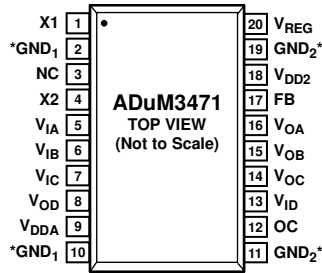 X1 1
*GND1 2
NC 3
X2 4
VIA 5
VIB 6
VIC 7
VOD 8
VDDA 9
*GND1 10
ADuM3471
TOP VIEW
(Not to Scale)
20 VREG
19 GND2*
18 VDD2
17 FB
16 VOA
15 VOB
14 VOC
13 VID
12 OC
11 GND2*